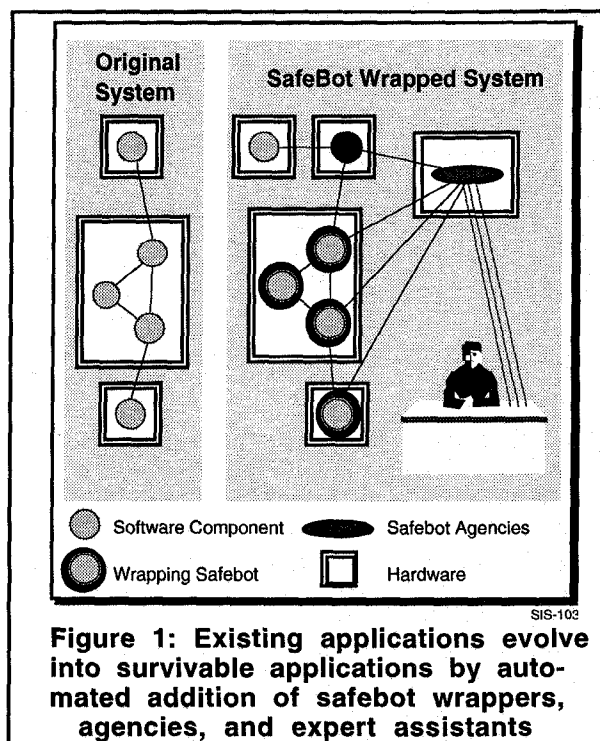 Original
System
SafeBot Wrapped System
Software Component
Safebot Agencies
Wrapping Safebot
Hardware
SIS-103
Figure 1: Existing applications evolve
into survivable applications by auto-
mated addition of safebot wrappers,
agencies, and expert assistants